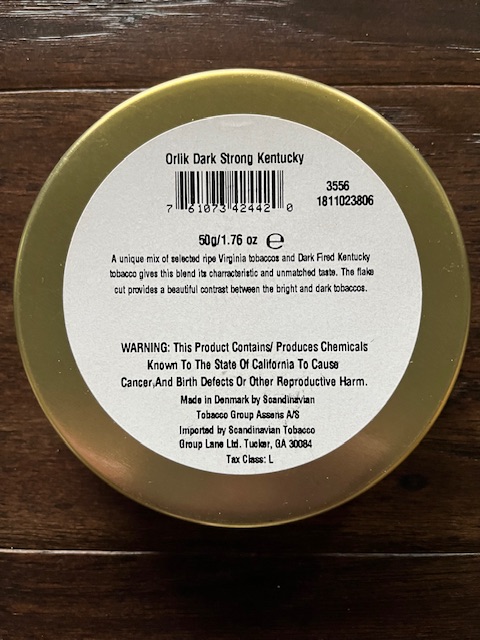 Orlik Dark Strong Kentucky
7 61073 42442 0
3556
1811023806
50g/1.76 oz ℮
A unique mix of selected ripe Virginia tobaccos and Dark Fired Kentucky
tobacco gives this blend its characteristic and unmatched taste. The flake
cut provides a beautiful contrast between the bright and dark tobaccos.
WARNING: This Product Contains/ Produces Chemicals
Known To The State Of California To Cause
Cancer,And Birth Defects Or Other Reproductive Harm.
Made in Denmark by Scandinavian
Tobacco Group Assens A/S
Imported by Scandinavian Tobacco
Group Lane Ltd. Tucker, GA 30084
Tax Class: L